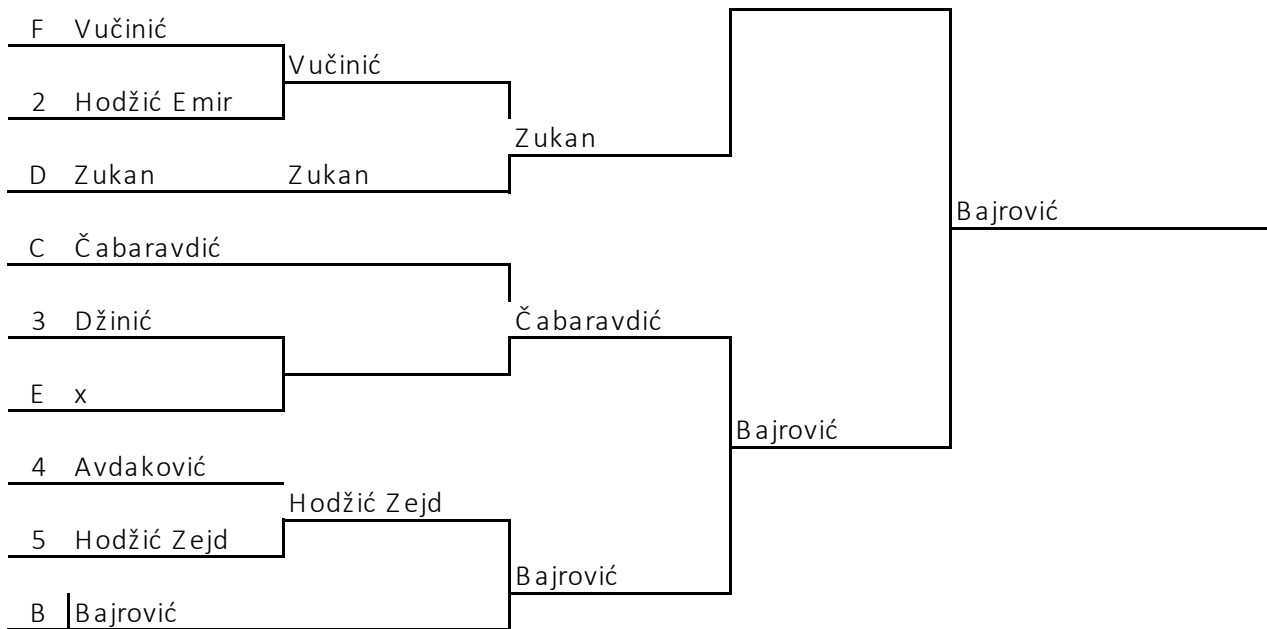 F Vučinić
Vučinić
2 Hodžić Emir
Zukan
D Zukan Zukan
Bajrović
C Čabaravdić
3 Džinić Čabaravdić
E x
Bajrović
4 Avdaković
Hodžić Zejd
5 Hodžić Zejd
Bajrović
B Bajrović